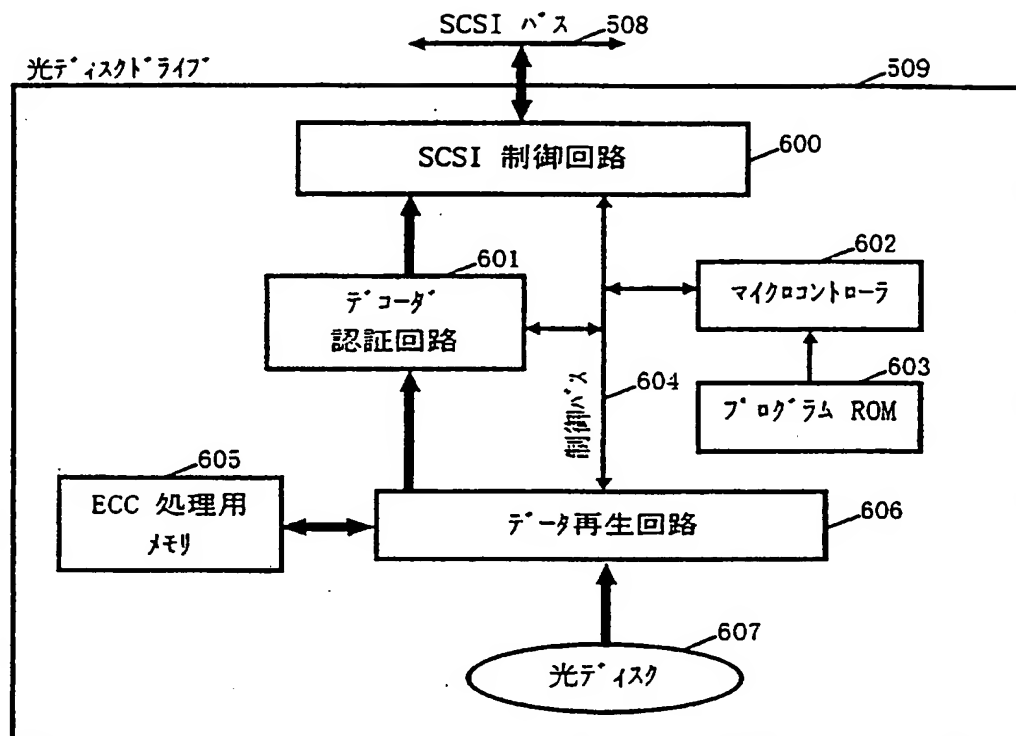 SCSI バス
508
光ディスクドライブ
509
SCSI 制御回路
600
601
デコーダ
認証回路
602
マイクロコントローラ
603
プログラム ROM
制御バス
604
605
ECC 処理用
メモリ
データ再生回路
606
607
光ディスク